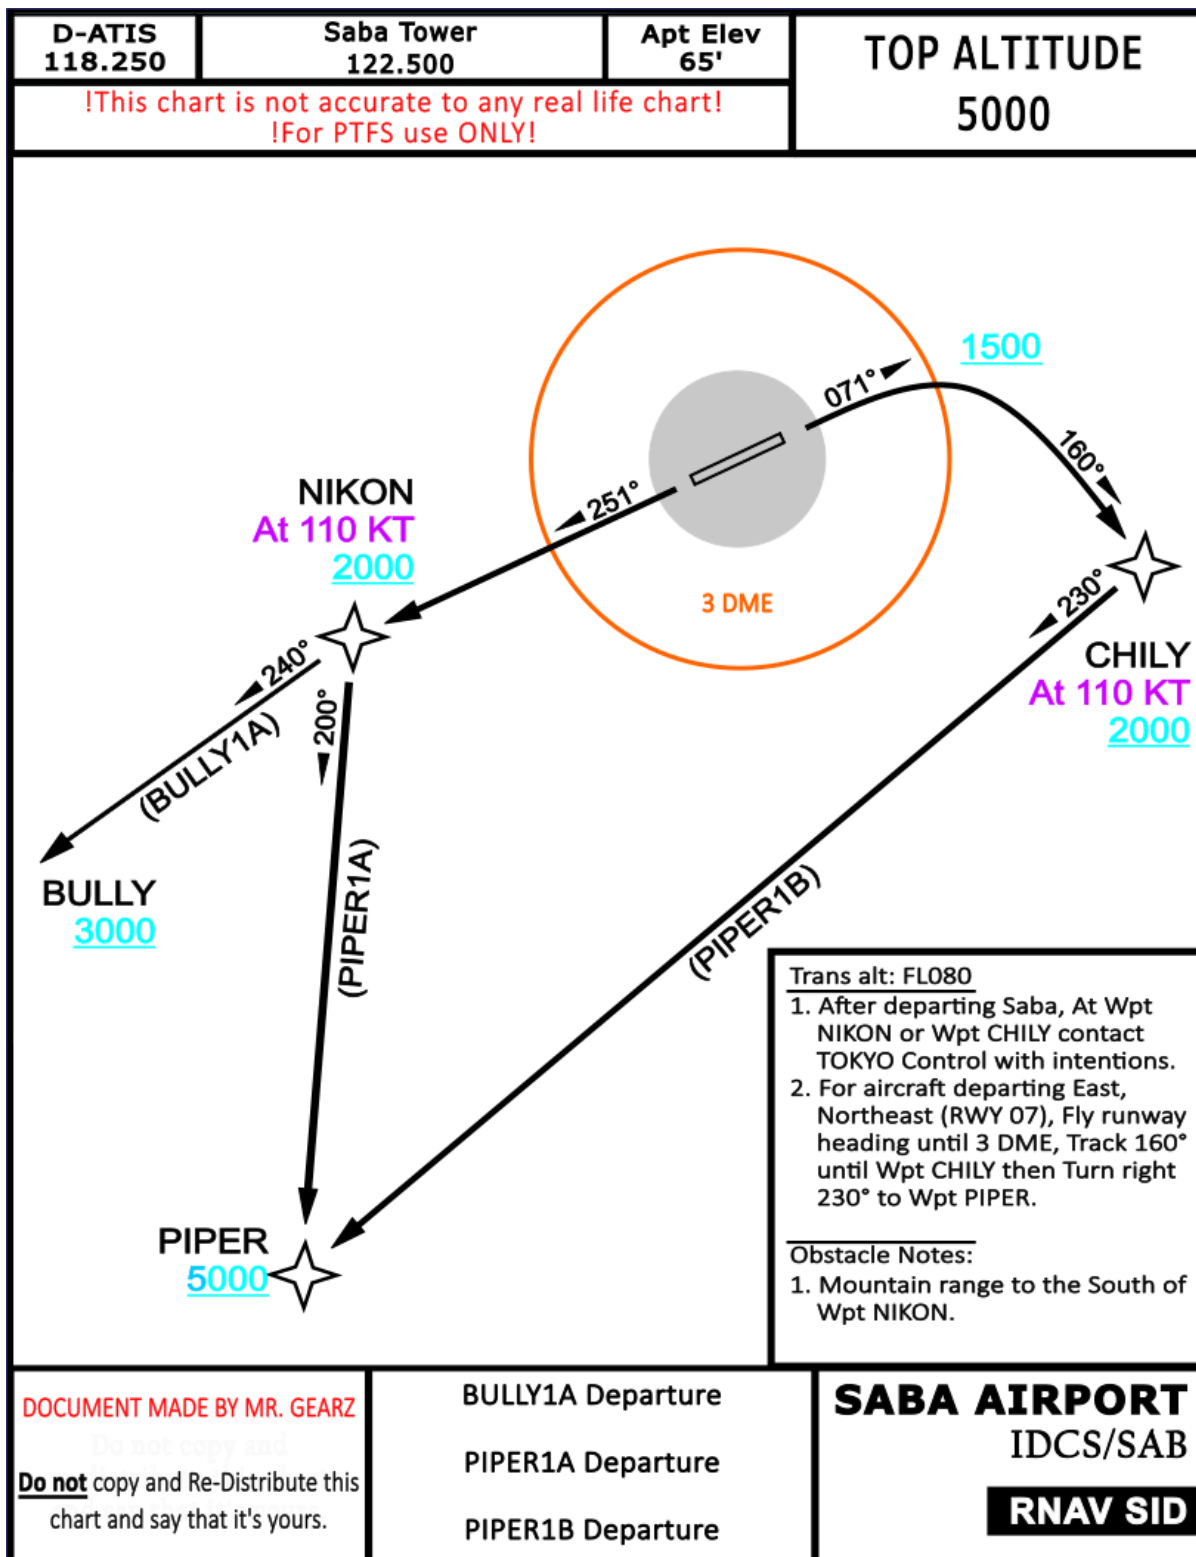 D-ATIS
118.250
Saba Tower
122.500
Apt Elev
65'
TOP ALTITUDE
5000
!This chart is not accurate to any real life chart!
!For PTFS use ONLY!
1500
071°
160°
NIKON
At 110 KT
2000
251°
3 DME
230°
CHILY
At 110 KT
2000
240°
200°
(BULLY1A)
BULLY
3000
(PIPER1A)
(PIPER1B)
PIPER
5000
Trans alt: FL080
1. After departing Saba, At Wpt
NIKON or Wpt CHILY contact
TOKYO Control with intentions.
2. For aircraft departing East,
Northeast (RWY 07), Fly runway
heading until 3 DME, Track 160°
until Wpt CHILY then Turn right
230° to Wpt PIPER.
Obstacle Notes:
1. Mountain range to the South of
Wpt NIKON.
DOCUMENT MADE BY MR. GEARZ
Do not copy and
Do not copy and Re-Distribute this
chart and say that it's yours.
BULLY1A Departure
PIPER1A Departure
PIPER1B Departure
SABA AIRPORT
IDCS/SAB
RNAV SID